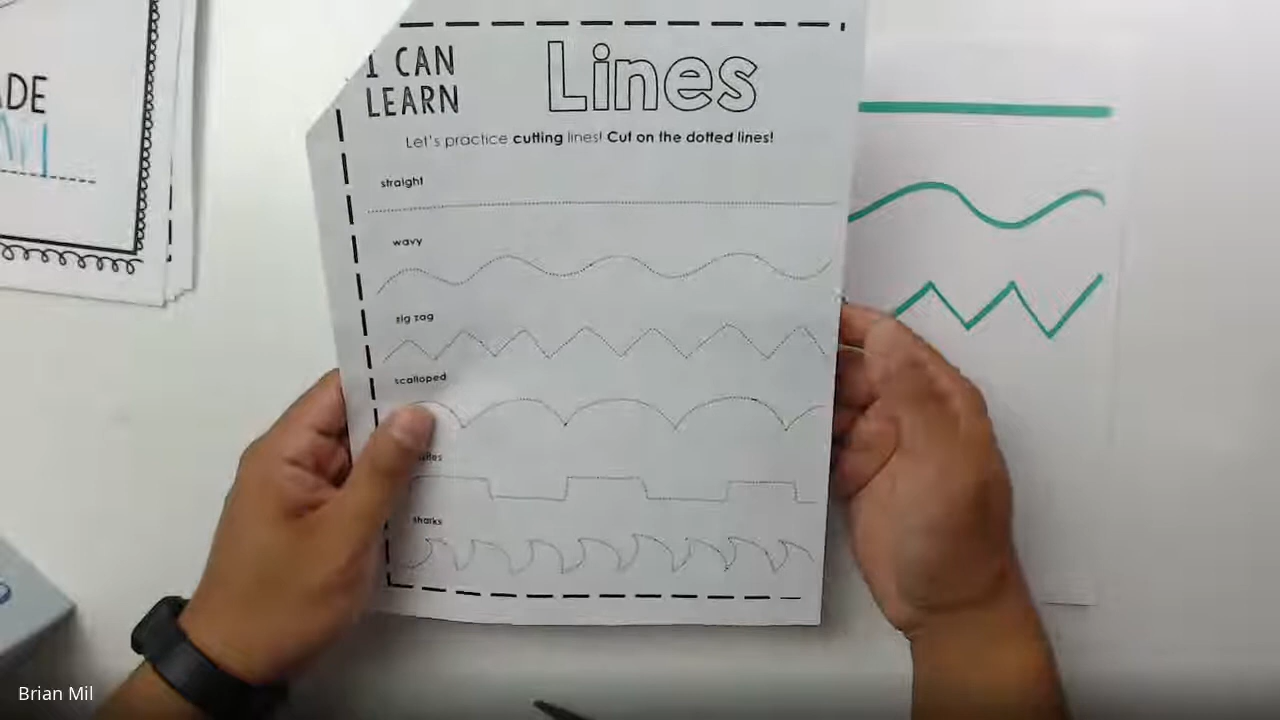 ADE
I CAN
LEARN
Lines
Let's practice cutting lines! Cut on the dotted lines!
straight
wavy
zig zag
scalloped
sharks
Brian Mil